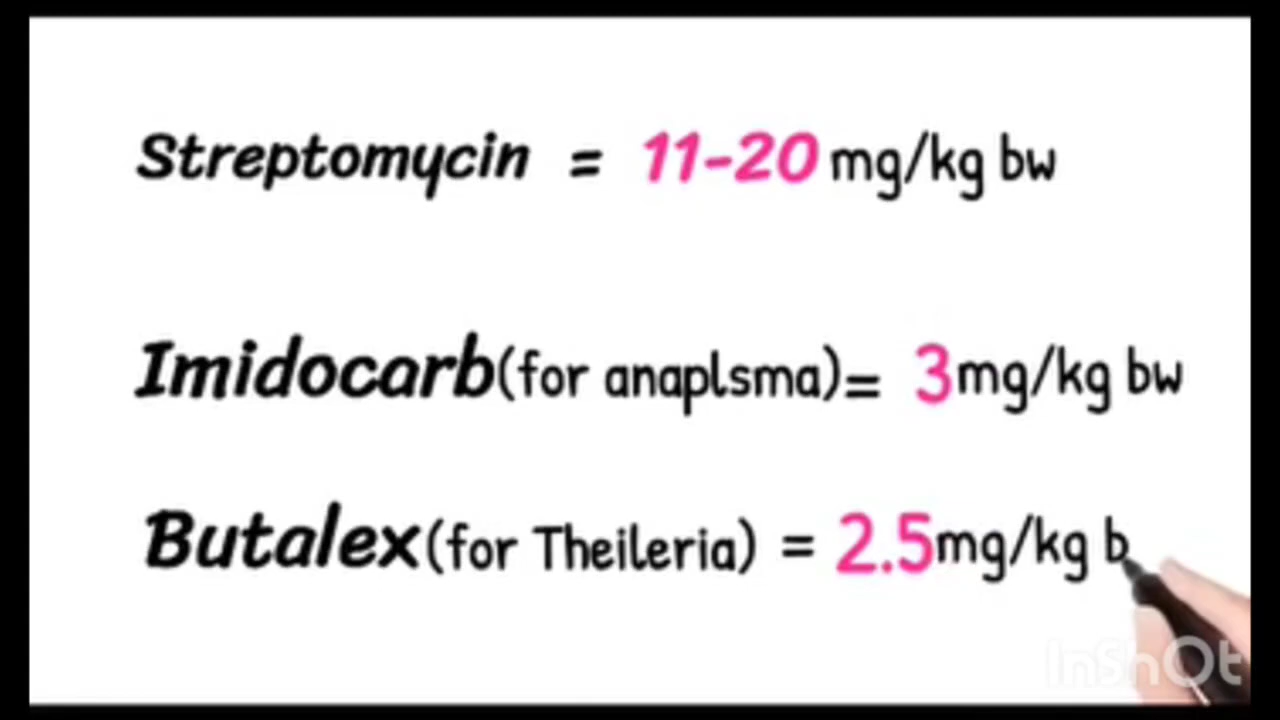 Streptomycin = 11-20 mg/kg bw
Imidocarb(for anaplsma)= 3mg/kg bw
Butalex(for Theileria) = 2.5mg/kg b
InShOt